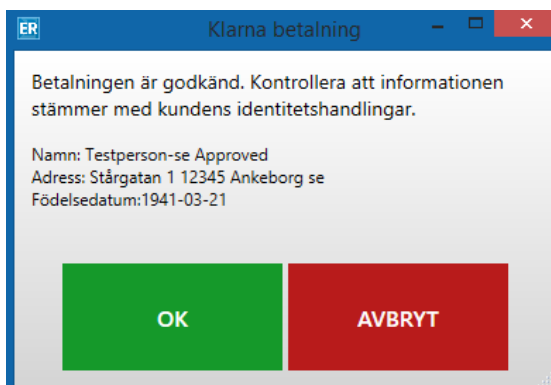 ER
Klarna betalning
Betalningen är godkänd. Kontrollera att informationen
stämmer med kundens identitetshandlingar.
Namn: Testperson-se Approved
Adress: Stårgatan 1 12345 Ankeborg se
Födelsedatum:1941-03-21
OK
AVBRYT